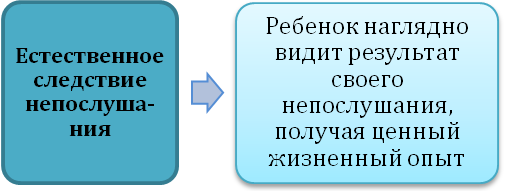 Естественное
следствие
непослуша-
ния
Ребенок наглядно
видит результат
своего
непослушания,
получая ценный
жизненный опыт